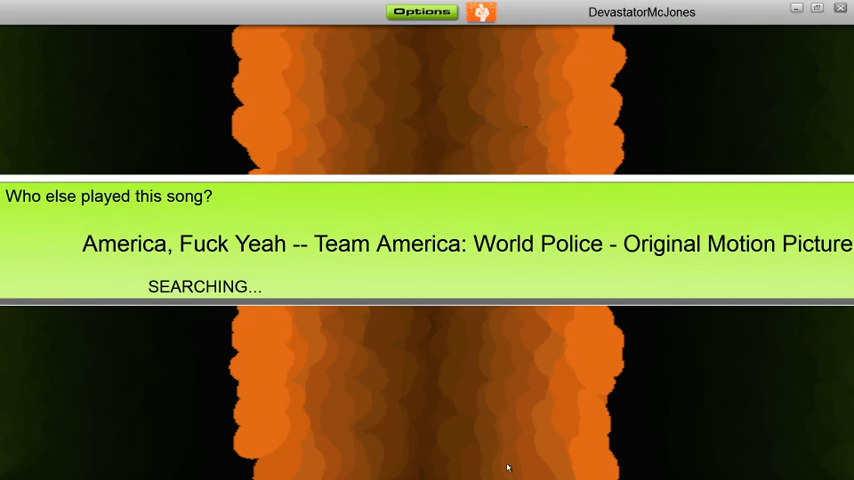 Options
DevastatorMcJones
Who else played this song?
America, Fuck Yeah -- Team America: World Police - Original Motion Picture
SEARCHING...